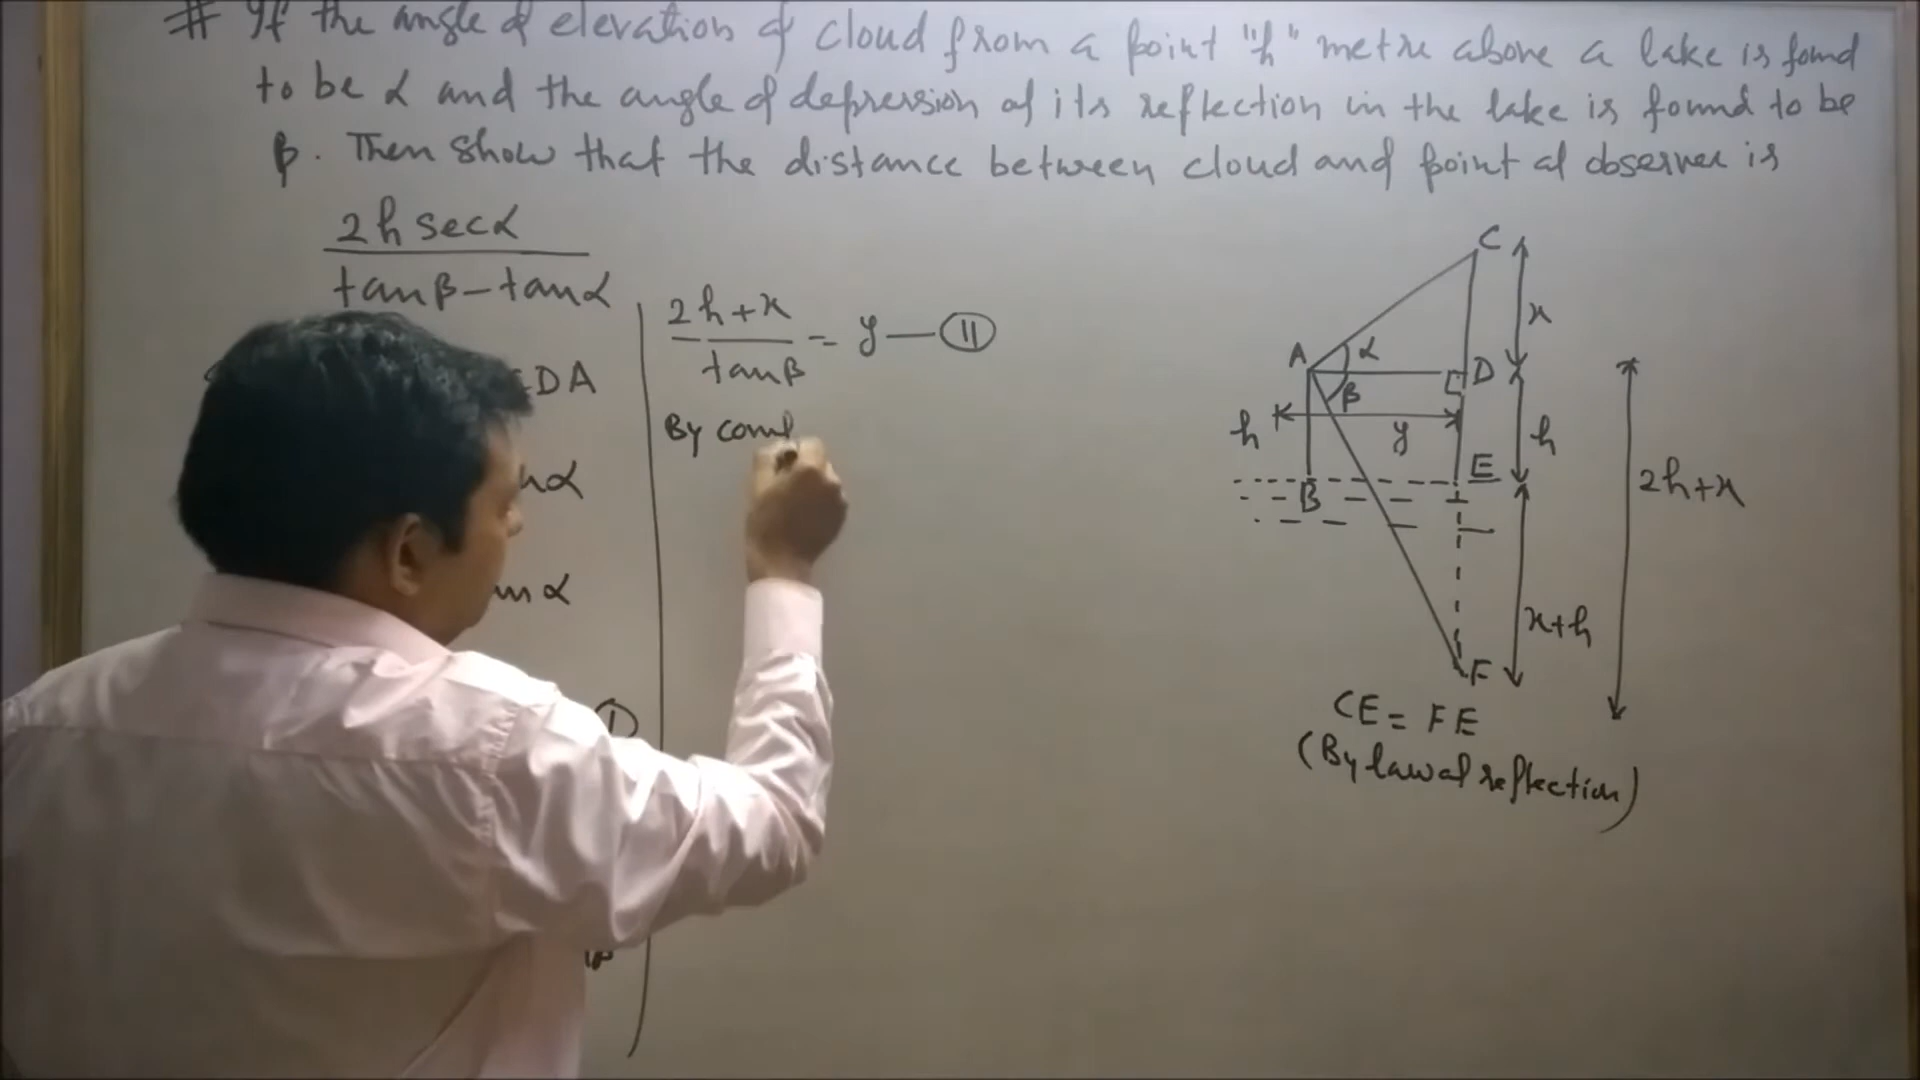 # If the angle of elevation of cloud from a point "h" metre above a lake is found
to be α and the angle of depression of its reflection in the lake is found to be
β. Then show that the distance between cloud and point of observer is
2h secα
tanβ - tanα
DA
α
α
I
2h+x
tanβ = y — II
By comp
C
x
A α D
β
h y h
E
B
2h+x
x+h
F
CE = FE
(By law of reflection)